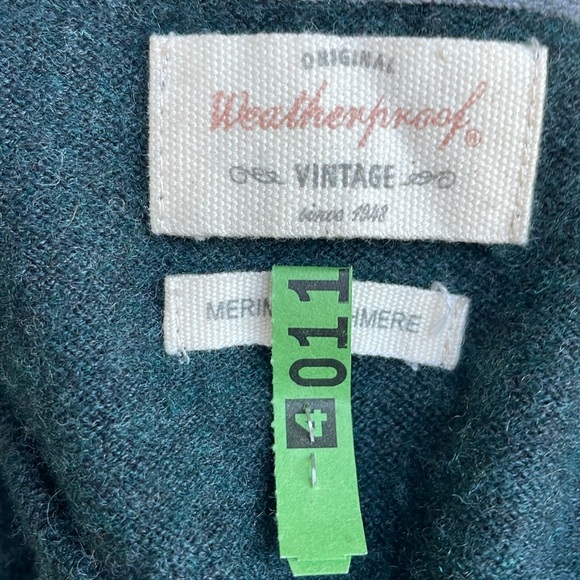 ORIGINAL
Weatherproof®
VINTAGE
since 1948
MERIN HMERE
4 011